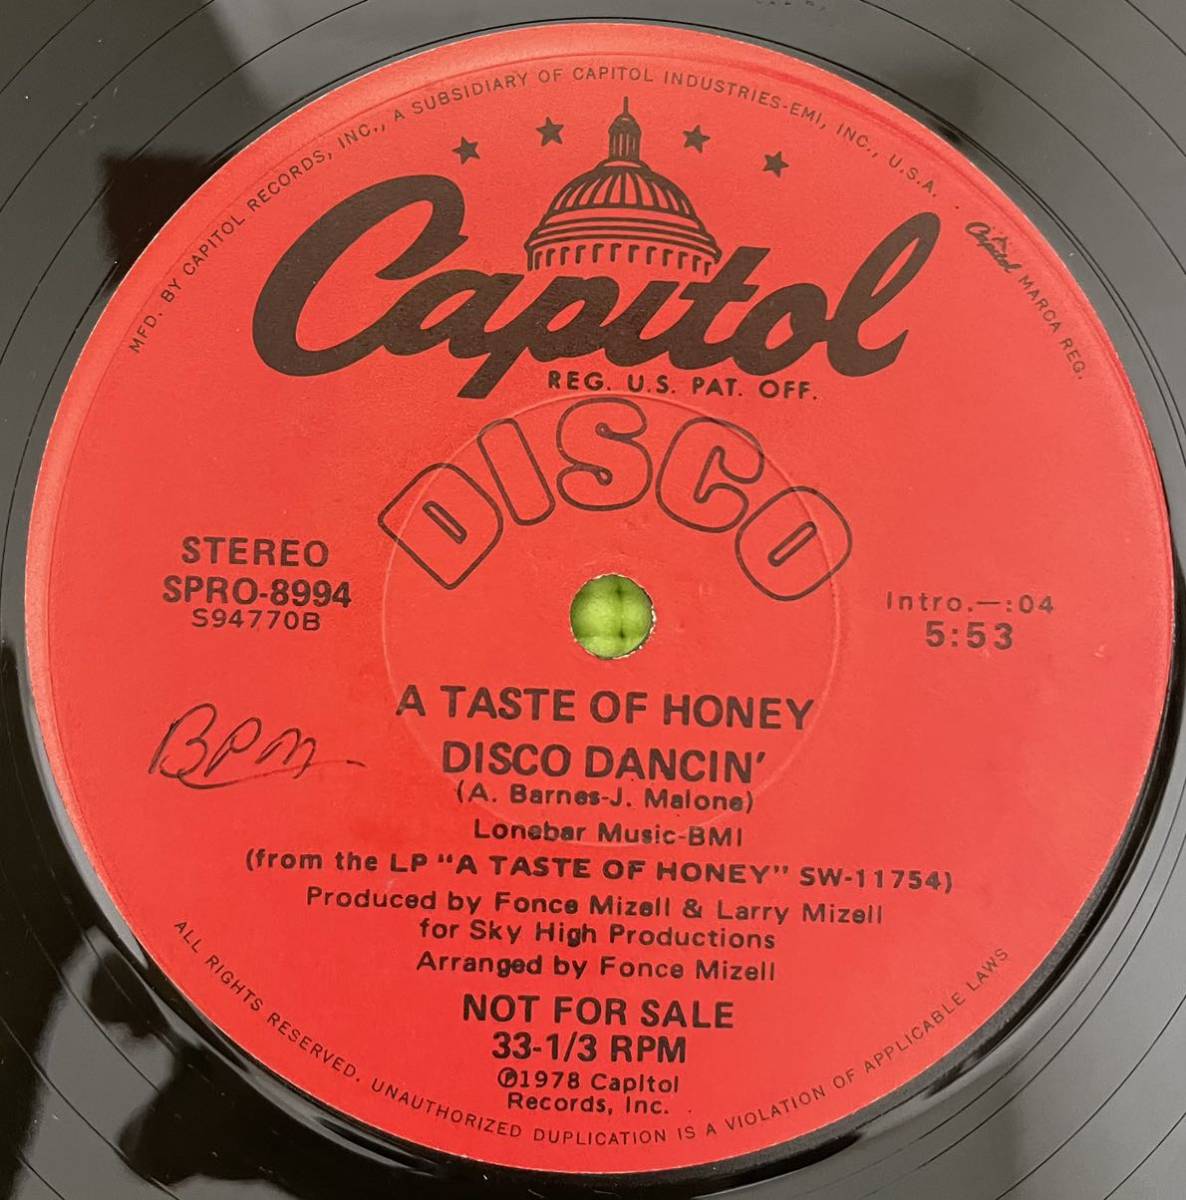 MFD. BY CAPITOL RECORDS, INC., A SUBSIDIARY OF CAPITOL INDUSTRIES-EMI, INC., U.S.A.
Capitol MARCA REG.
Capitol
REG. U.S. PAT. OFF.
DISCO
STEREO
SPRO-8994
S94770B
Intro.—:04
5:53
BPM
A TASTE OF HONEY
DISCO DANCIN'
(A. Barnes-J. Malone)
Lonebar Music-BMI
(from the LP "A TASTE OF HONEY" SW-11754)
Produced by Fonce Mizell & Larry Mizell
for Sky High Productions
Arranged by Fonce Mizell
NOT FOR SALE
33-1/3 RPM
℗1978 Capitol
Records, Inc.
ALL RIGHTS RESERVED. UNAUTHORIZED DUPLICATION IS A VIOLATION OF APPLICABLE LAWS